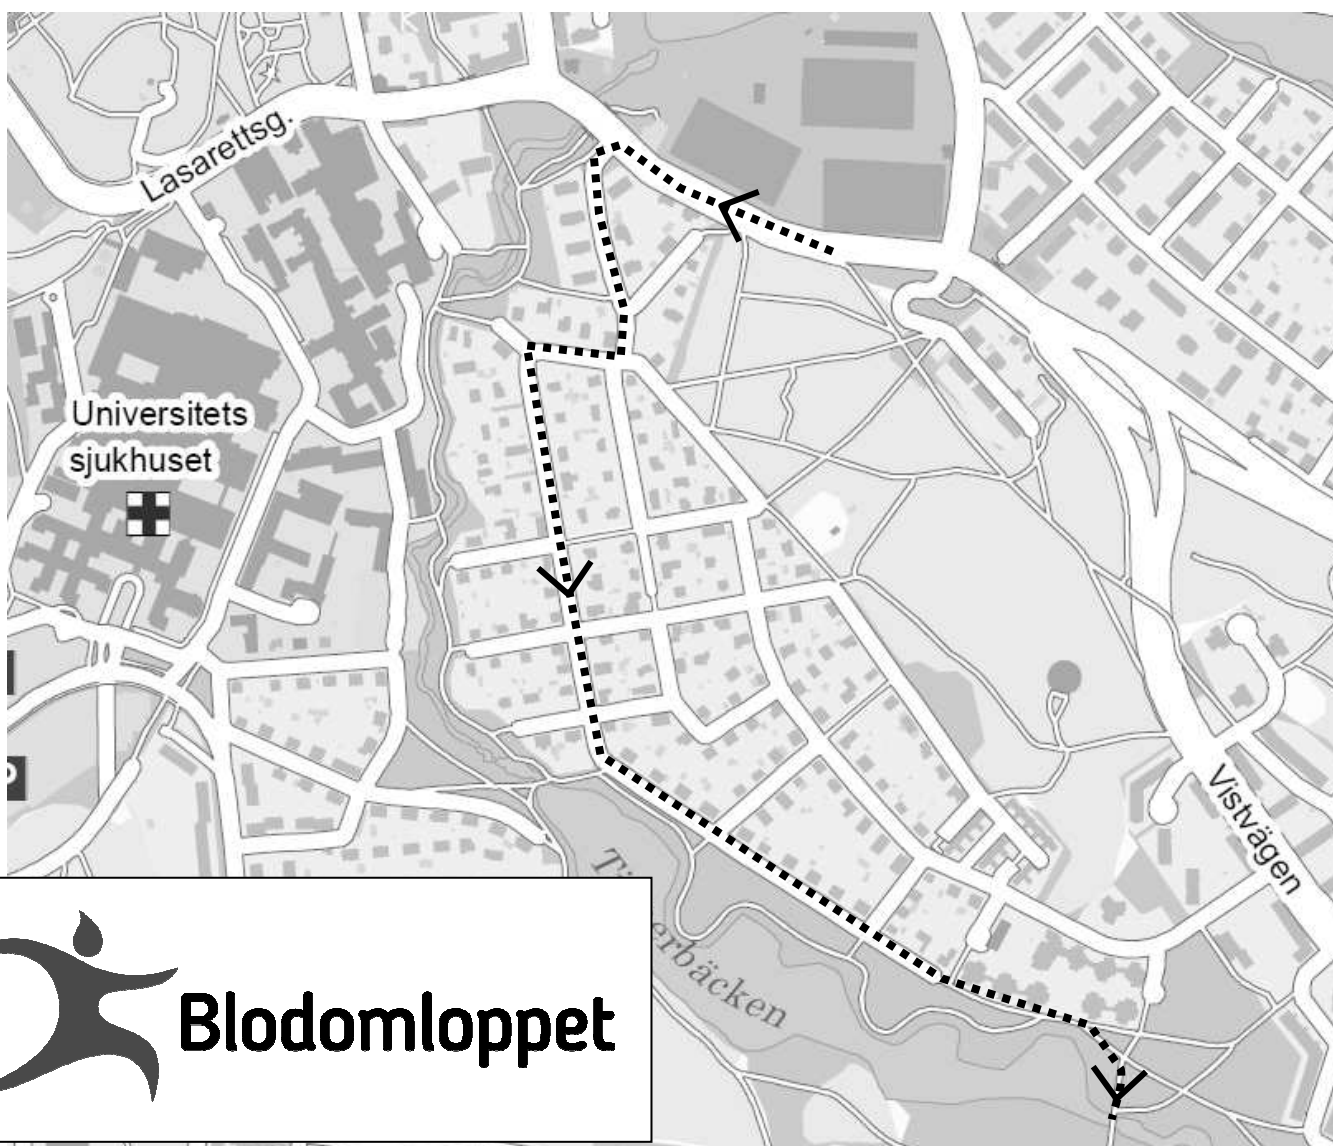 Lasarettsg.
Universitets
sjukhuset
Vistvägen
erbäcken
Blodomloppet